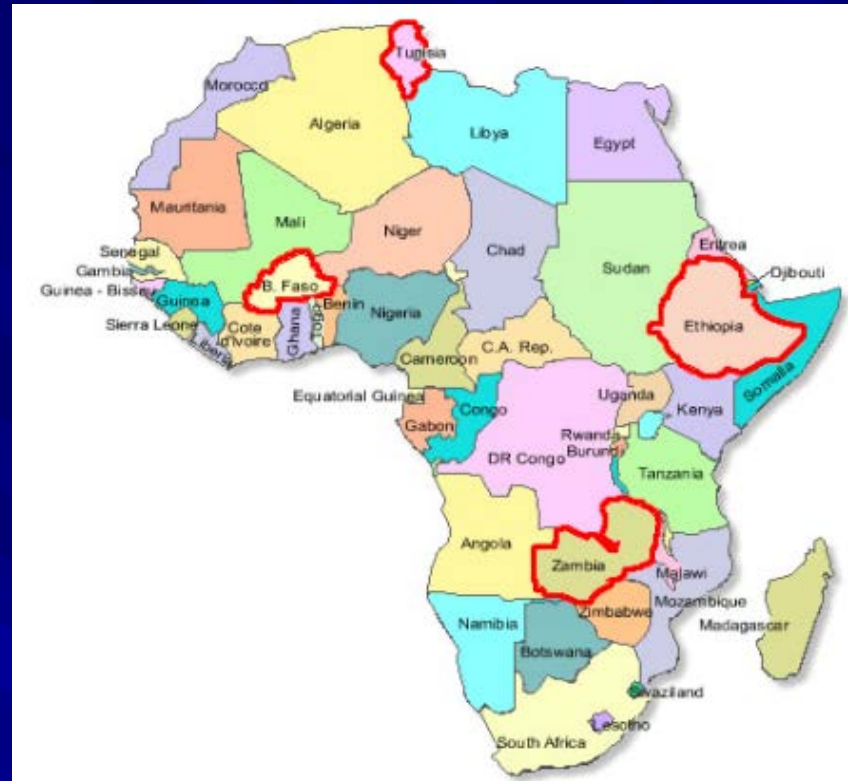 Tunisia
Morocco
Algeria
Libya
Egypt
Mauritania
Mali
Niger
Chad
Sudan
Eritrea
Senegal
Gambia
Djibouti
B. Faso
Guinea - Bissau
Guinea
Benin
Nigeria
Ethiopia
Sierra Leone
Cote
d'Ivoire
Liberia
Ghana
Togo
C.A. Rep.
Cameroon
Somalia
Equatorial Guinea
Congo
Uganda
Kenya
Gabon
Rwanda
Burundi
DR Congo
Tanzania
Angola
Zambia
Malawi
Mozambique
Zimbabwe
Namibia
Madagascar
Botswana
Swaziland
Lesotho
South Africa